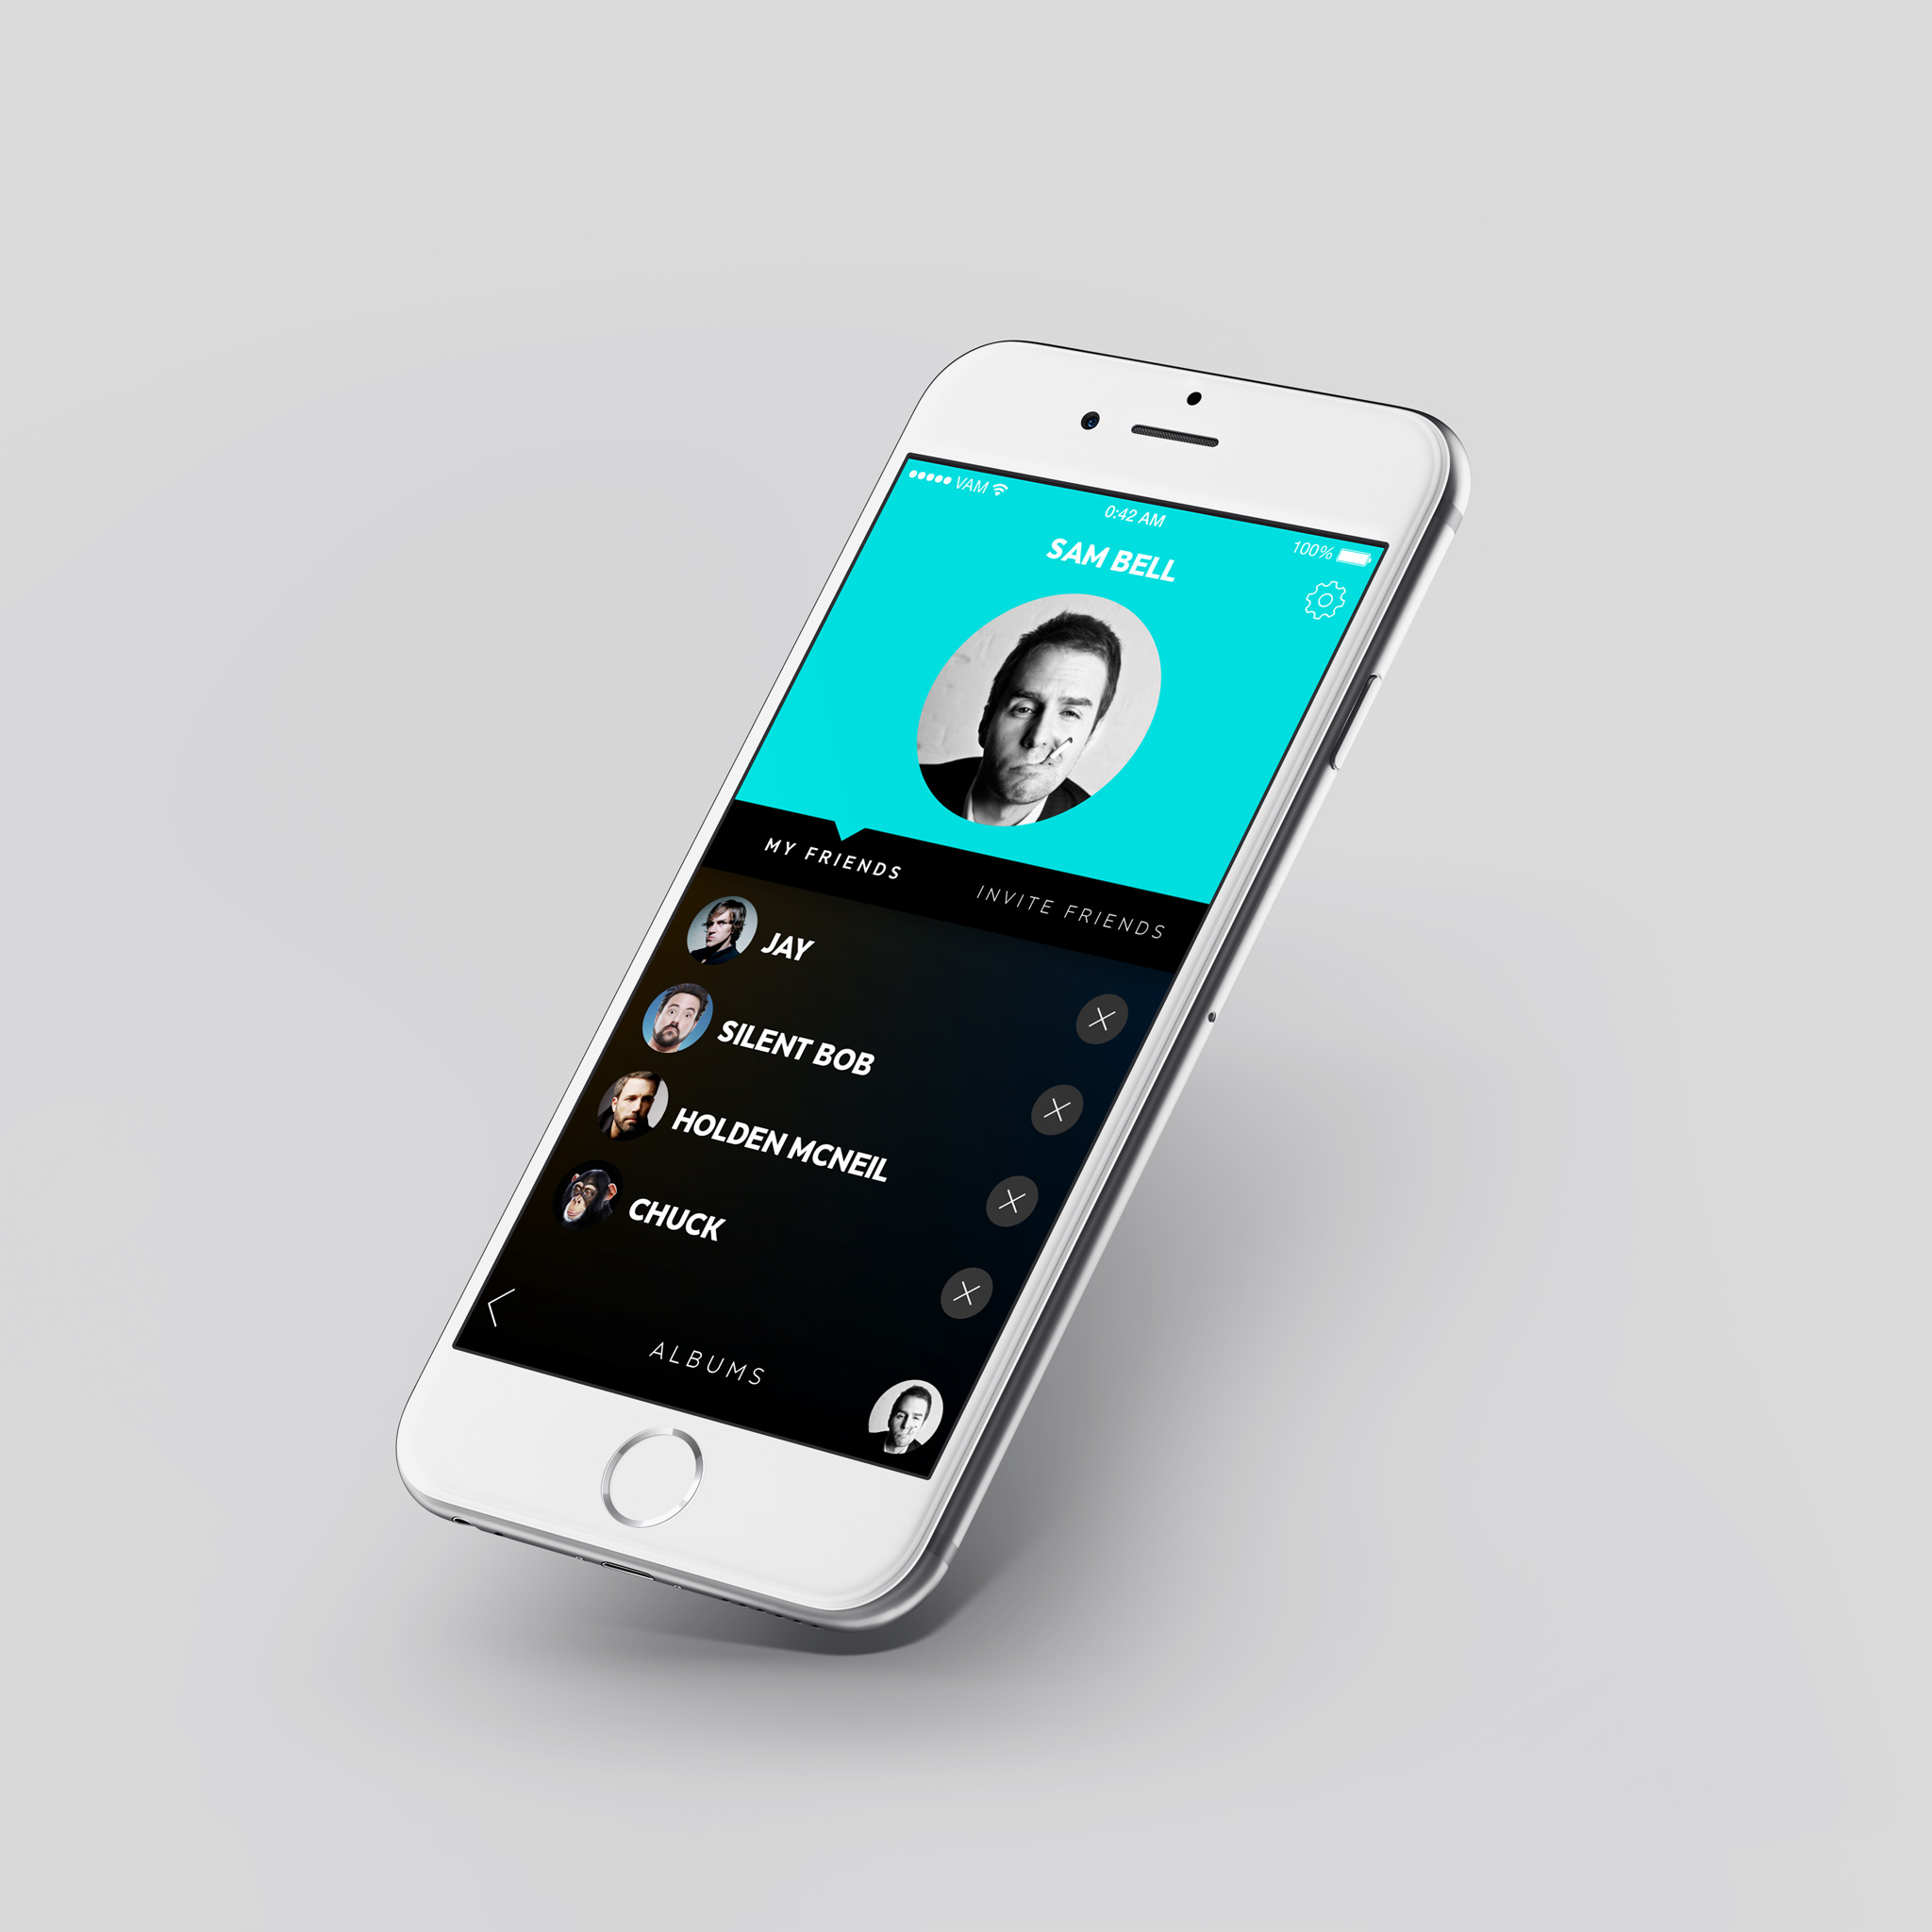 VAM
0:42 AM
100%
SAM BELL
MY FRIENDS
INVITE FRIENDS
JAY
SILENT BOB
HOLDEN MCNEIL
CHUCK
ALBUMS